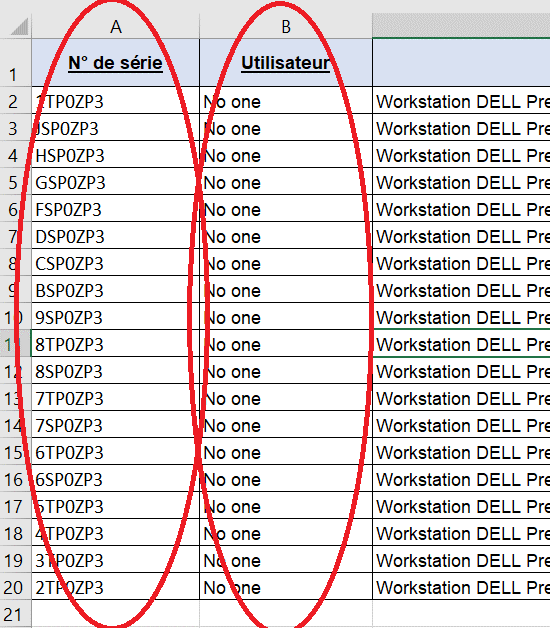 A B
N° de série Utilisateur
1
2 1TP0ZP3 No one Workstation DELL Pre
3 JSP0ZP3 No one Workstation DELL Pre
4 HSP0ZP3 No one Workstation DELL Pre
5 GSP0ZP3 No one Workstation DELL Pre
6 FSP0ZP3 No one Workstation DELL Pre
7 DSP0ZP3 No one Workstation DELL Pre
8 CSP0ZP3 No one Workstation DELL Pre
9 BSP0ZP3 No one Workstation DELL Pre
10 9SP0ZP3 No one Workstation DELL Pre
11 8TP0ZP3 No one Workstation DELL Pre
12 8SP0ZP3 No one Workstation DELL Pre
13 7TP0ZP3 No one Workstation DELL Pre
14 7SP0ZP3 No one Workstation DELL Pre
15 6TP0ZP3 No one Workstation DELL Pre
16 6SP0ZP3 No one Workstation DELL Pre
17 5TP0ZP3 No one Workstation DELL Pre
18 4TP0ZP3 No one Workstation DELL Pre
19 3TP0ZP3 No one Workstation DELL Pre
20 2TP0ZP3 No one Workstation DELL Pre
21